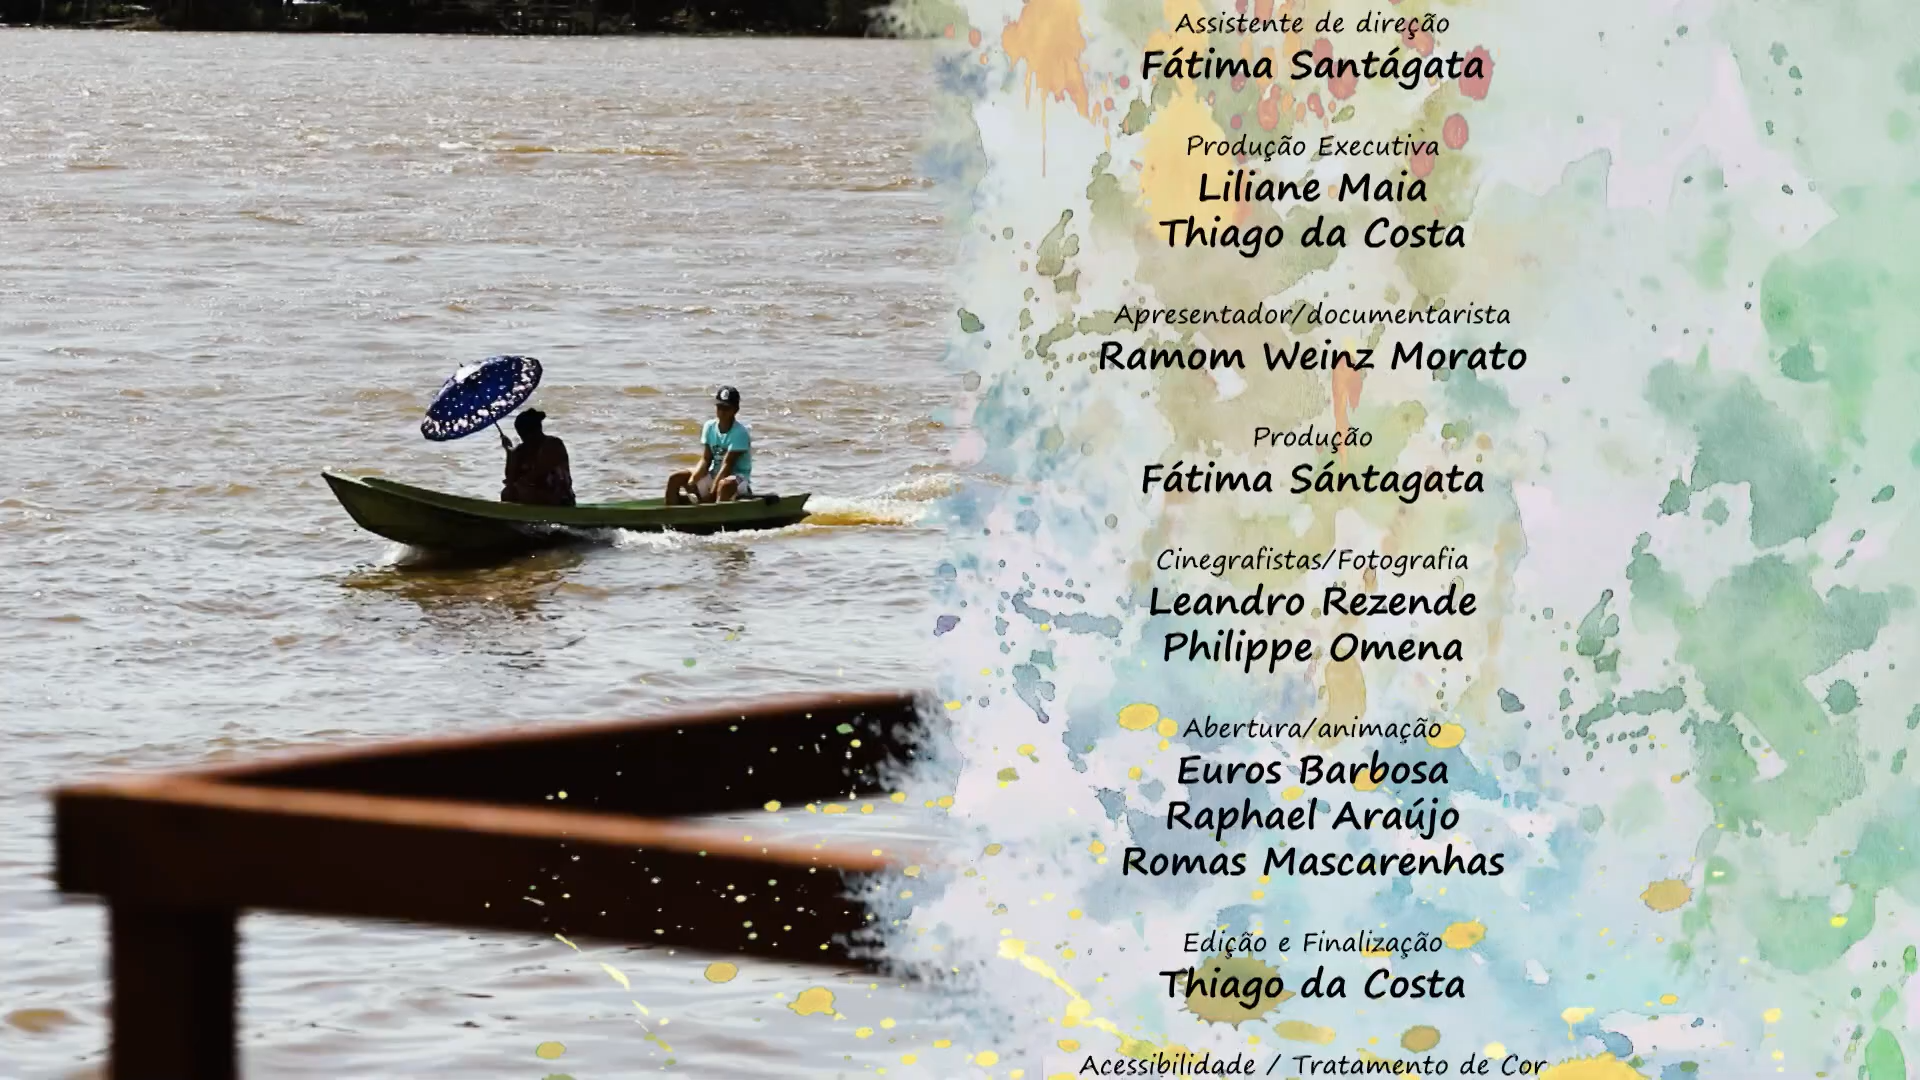 Assistente de direção
Fátima Santágata
Produção Executiva
Liliane Maia
Thiago da Costa
Apresentador/documentarista
Ramom Weinz Morato
Produção
Fátima Sántagata
Cinegrafistas/Fotografia
Leandro Rezende
Philippe Omena
Abertura/animação
Euros Barbosa
Raphael Araújo
Romas Mascarenhas
Edição e Finalização
Thiago da Costa
Acessibilidade / Tratamento de Cor